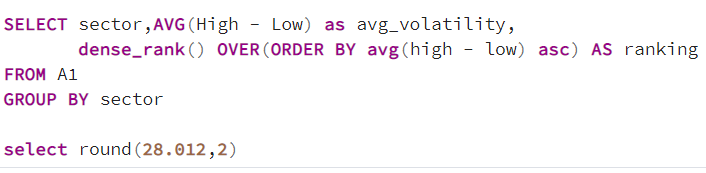 SELECT sector,AVG(High - Low) as avg_volatility,
dense_rank() OVER(ORDER BY avg(high - low) asc) AS ranking
FROM A1
GROUP BY sector
select round(28.012,2)